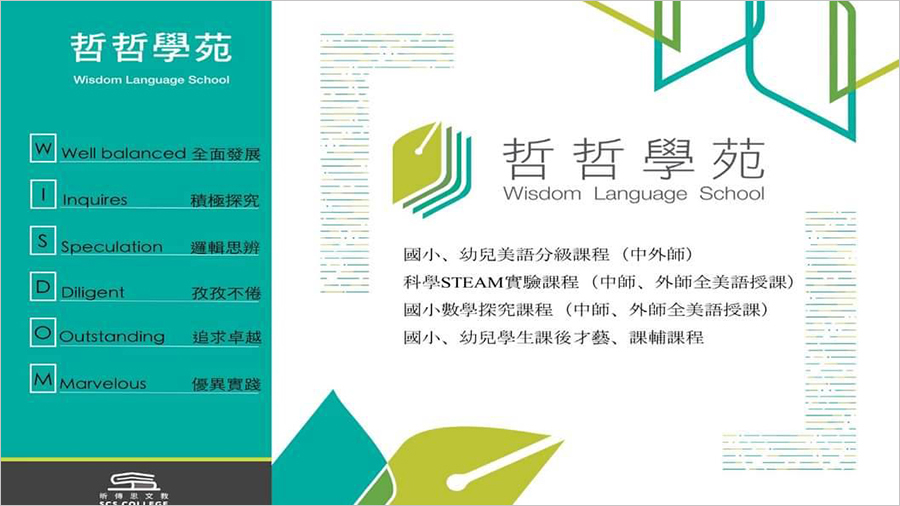 哲哲學苑
Wisdom Language School
W Well balanced 全面發展
I Inquires 積極探究
S Speculation 邏輯思辨
D Diligent 孜孜不倦
O Outstanding 追求卓越
M Marvelous 優異實踐
昕傳思文教
SCS COLLEGE
哲哲學苑
Wisdom Language School
國小、幼兒美語分級課程（中外師）
科學STEAM實驗課程（中師、外師全美語授課）
國小數學探究課程（中師、外師全美語授課）
國小、幼兒學生課後才藝、課輔課程